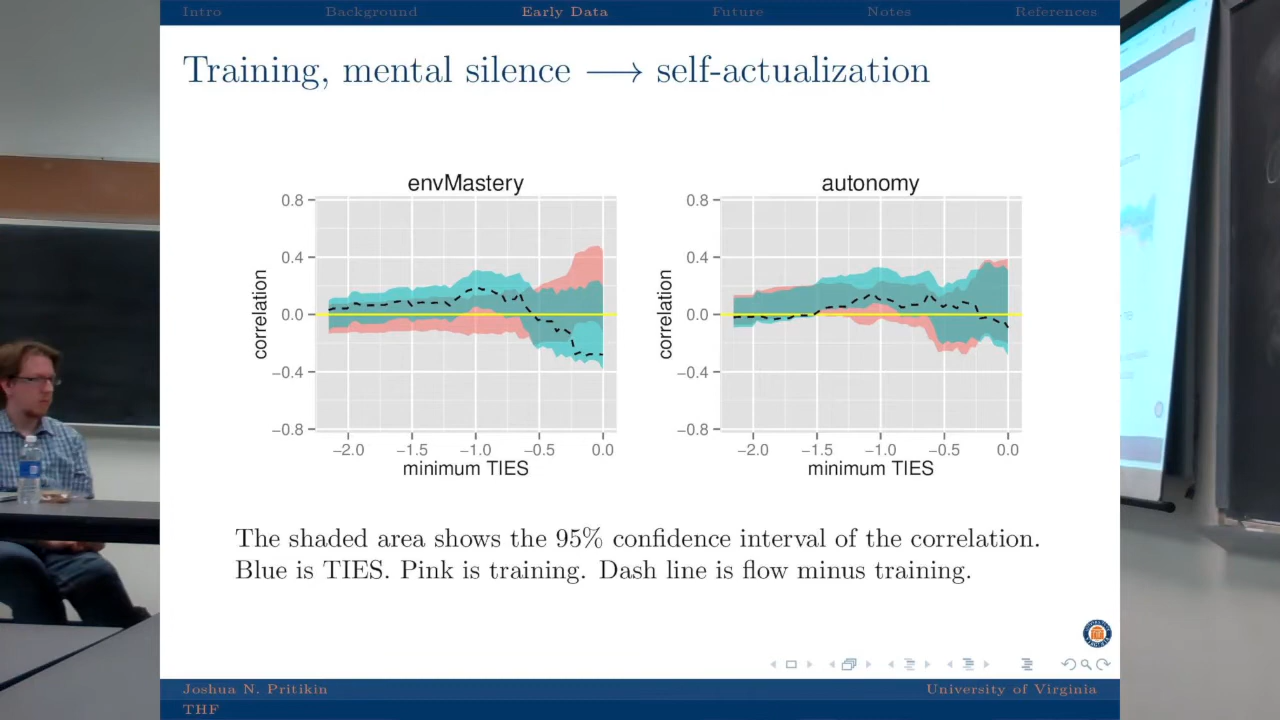 Intro Background Early Data Future Notes References
Training, mental silence ⟶ self-actualization
envMastery autonomy
0.8 0.8
0.4 0.4
0.0 0.0
−0.4 −0.4
−0.8 −0.8
correlation correlation
−2.0 −1.5 −1.0 −0.5 0.0 −2.0 −1.5 −1.0 −0.5 0.0
minimum TIES minimum TIES
The shaded area shows the 95% confidence interval of the correlation.
Blue is TIES. Pink is training. Dash line is flow minus training.
Joshua N. Pritikin University of Virginia
THF